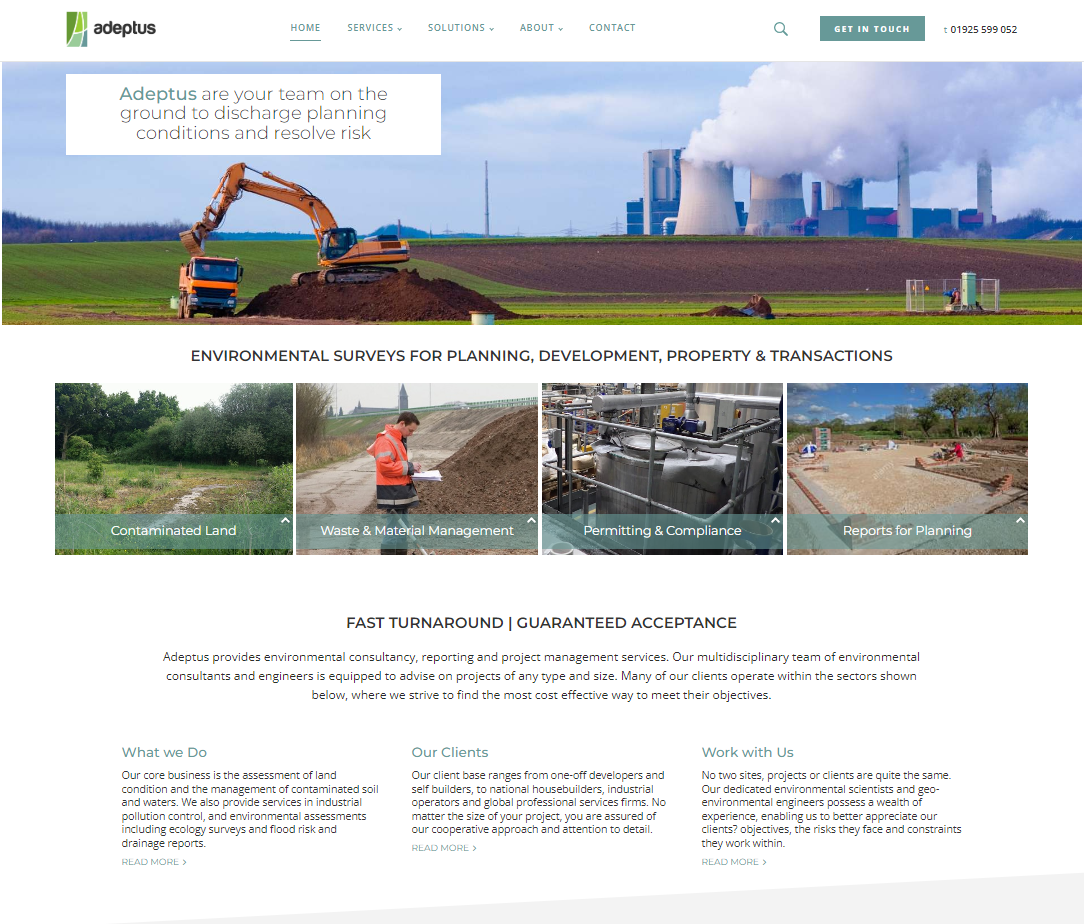 adeptus
HOME SERVICES SOLUTIONS ABOUT CONTACT
GET IN TOUCH
t 01925 599 052
Adeptus are your team on the
ground to discharge planning
conditions and resolve risk
ENVIRONMENTAL SURVEYS FOR PLANNING, DEVELOPMENT, PROPERTY & TRANSACTIONS
Contaminated Land
Waste & Material Management
Permitting & Compliance
Reports for Planning
FAST TURNAROUND | GUARANTEED ACCEPTANCE
Adeptus provides environmental consultancy, reporting and project management services. Our multidisciplinary team of environmental
consultants and engineers is equipped to advise on projects of any type and size. Many of our clients operate within the sectors shown
below, where we strive to find the most cost effective way to meet their objectives.
What we Do
Our core business is the assessment of land
condition and the management of contaminated soil
and waters. We also provide services in industrial
pollution control, and environmental assessments
including ecology surveys and flood risk and
drainage reports.
READ MORE >
Our Clients
Our client base ranges from one-off developers and
self builders, to national housebuilders, industrial
operators and global professional services firms. No
matter the size of your project, you are assured of
our cooperative approach and attention to detail.
READ MORE >
Work with Us
No two sites, projects or clients are quite the same.
Our dedicated environmental scientists and geo-
environmental engineers possess a wealth of
experience, enabling us to better appreciate our
clients? objectives, the risks they face and constraints
they work within.
READ MORE >